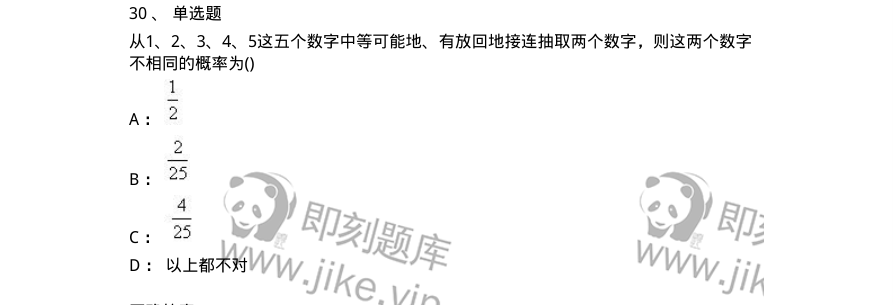 30 、 单选题
从1、2、3、4、5这五个数字中等可能地、有放回地接连抽取两个数字，则这两个数字
不相同的概率为()
A： 1/2
B： 2/25
C： 4/25
D： 以上都不对
即刻题库
www.jike.vip
即刻
www.jik